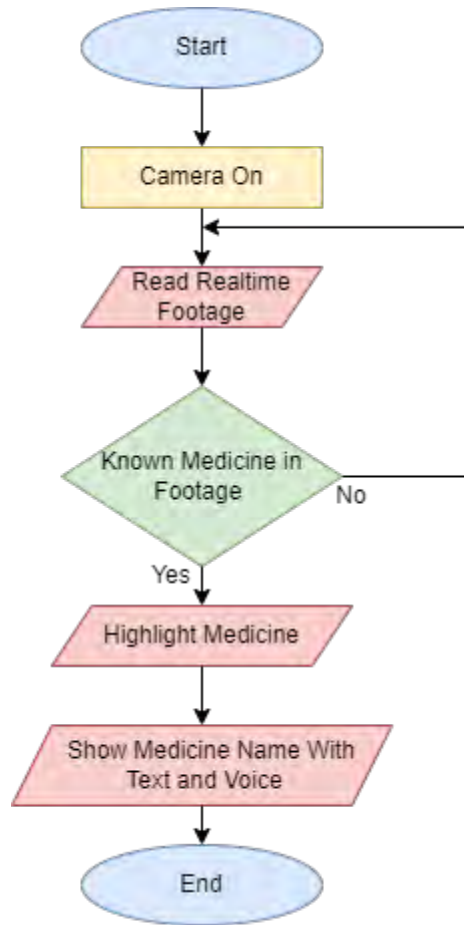 Start
Camera On
Read Realtime
Footage
Known Medicine in
Footage
No
Yes
Highlight Medicine
Show Medicine Name With
Text and Voice
End